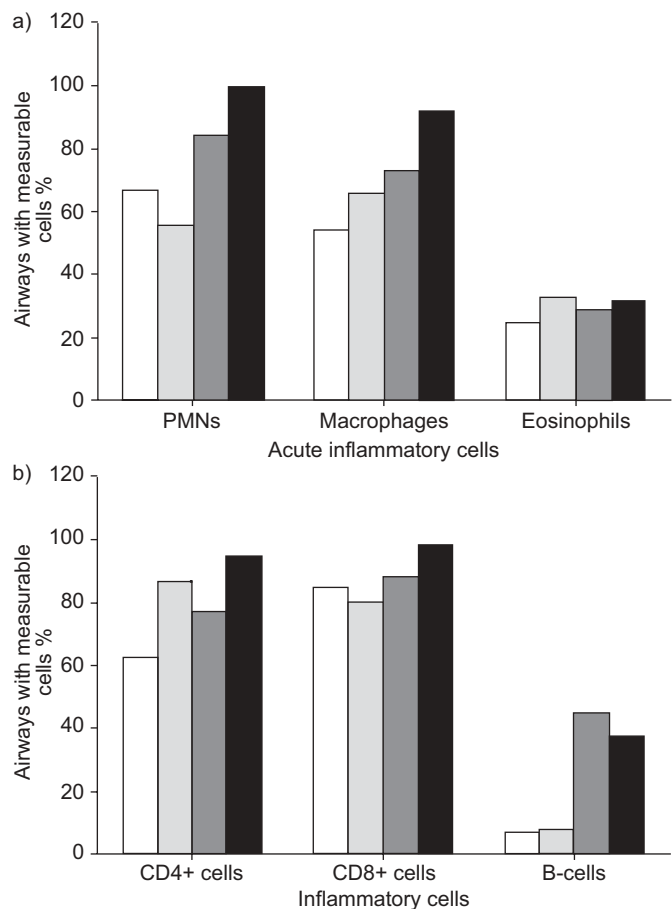 a)
120
100
80
60
40
20
0
Airways with measurable
cells %
PMNs Macrophages Eosinophils
Acute inflammatory cells
b)
120
100
80
60
40
20
0
Airways with measurable
cells %
CD4+ cells CD8+ cells B-cells
Inflammatory cells